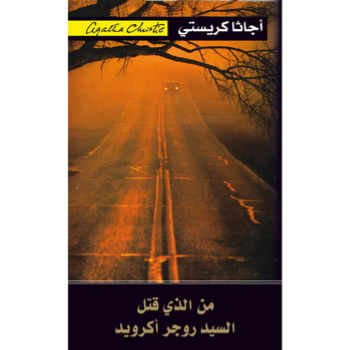 أجاثا كريستي
Agatha Christie
من الذي قتل
السيد روجر أكرويد